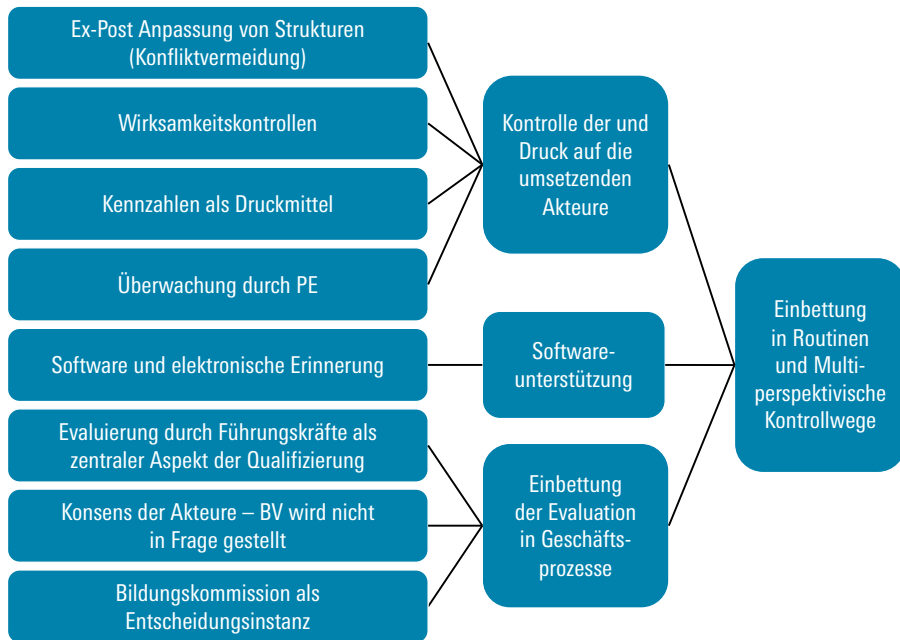 Ex-Post Anpassung von Strukturen
(Konfliktvermeidung)
Wirksamkeitskontrollen
Kennzahlen als Druckmittel
Überwachung durch PE
Software und elektronische Erinnerung
Evaluierung durch Führungskräfte als
zentraler Aspekt der Qualifizierung
Konsens der Akteure – BV wird nicht
in Frage gestellt
Bildungskommission als
Entscheidungsinstanz
Kontrolle der und
Druck auf die
umsetzenden
Akteure
Software-
unterstützung
Einbettung
der Evaluation
in Geschäfts-
prozesse
Einbettung
in Routinen
und Multi-
perspektivische
Kontrollwege